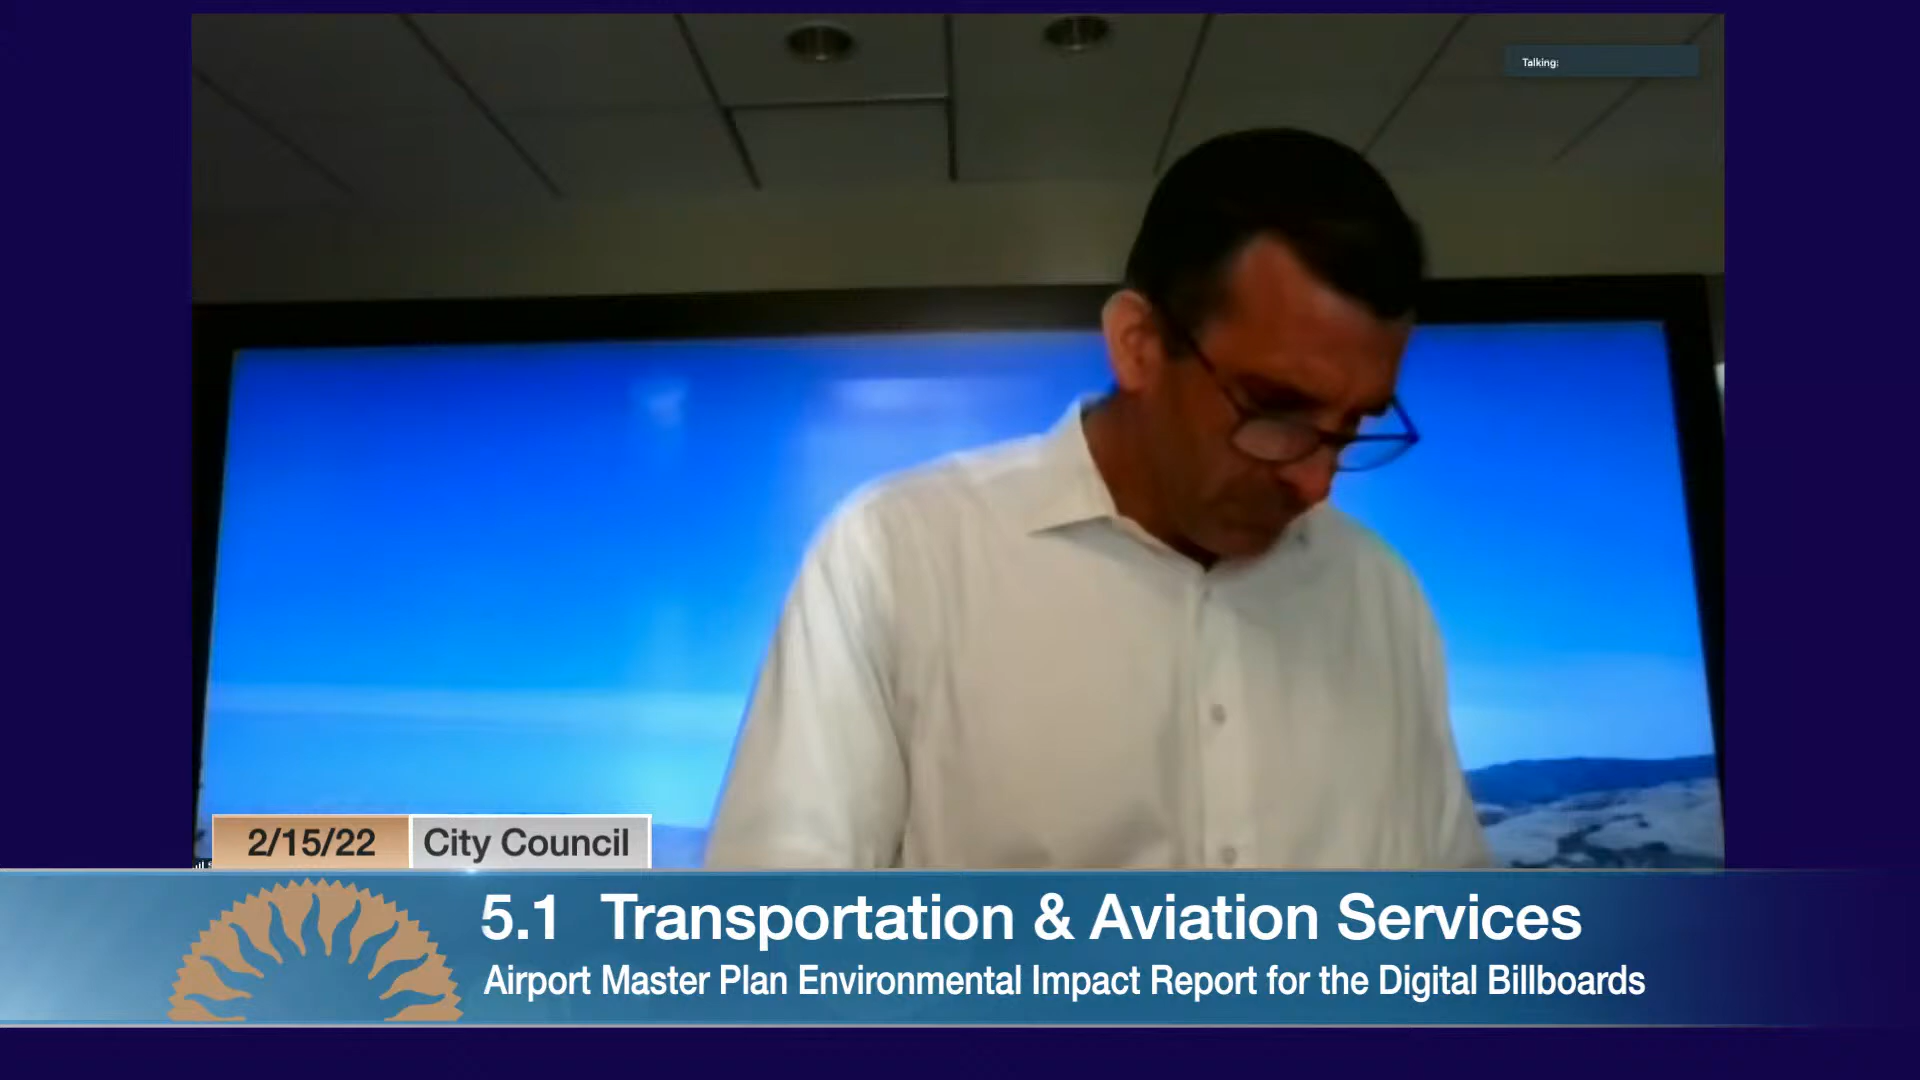 Talking:
2/15/22 City Council
5.1 Transportation & Aviation Services
Airport Master Plan Environmental Impact Report for the Digital Billboards